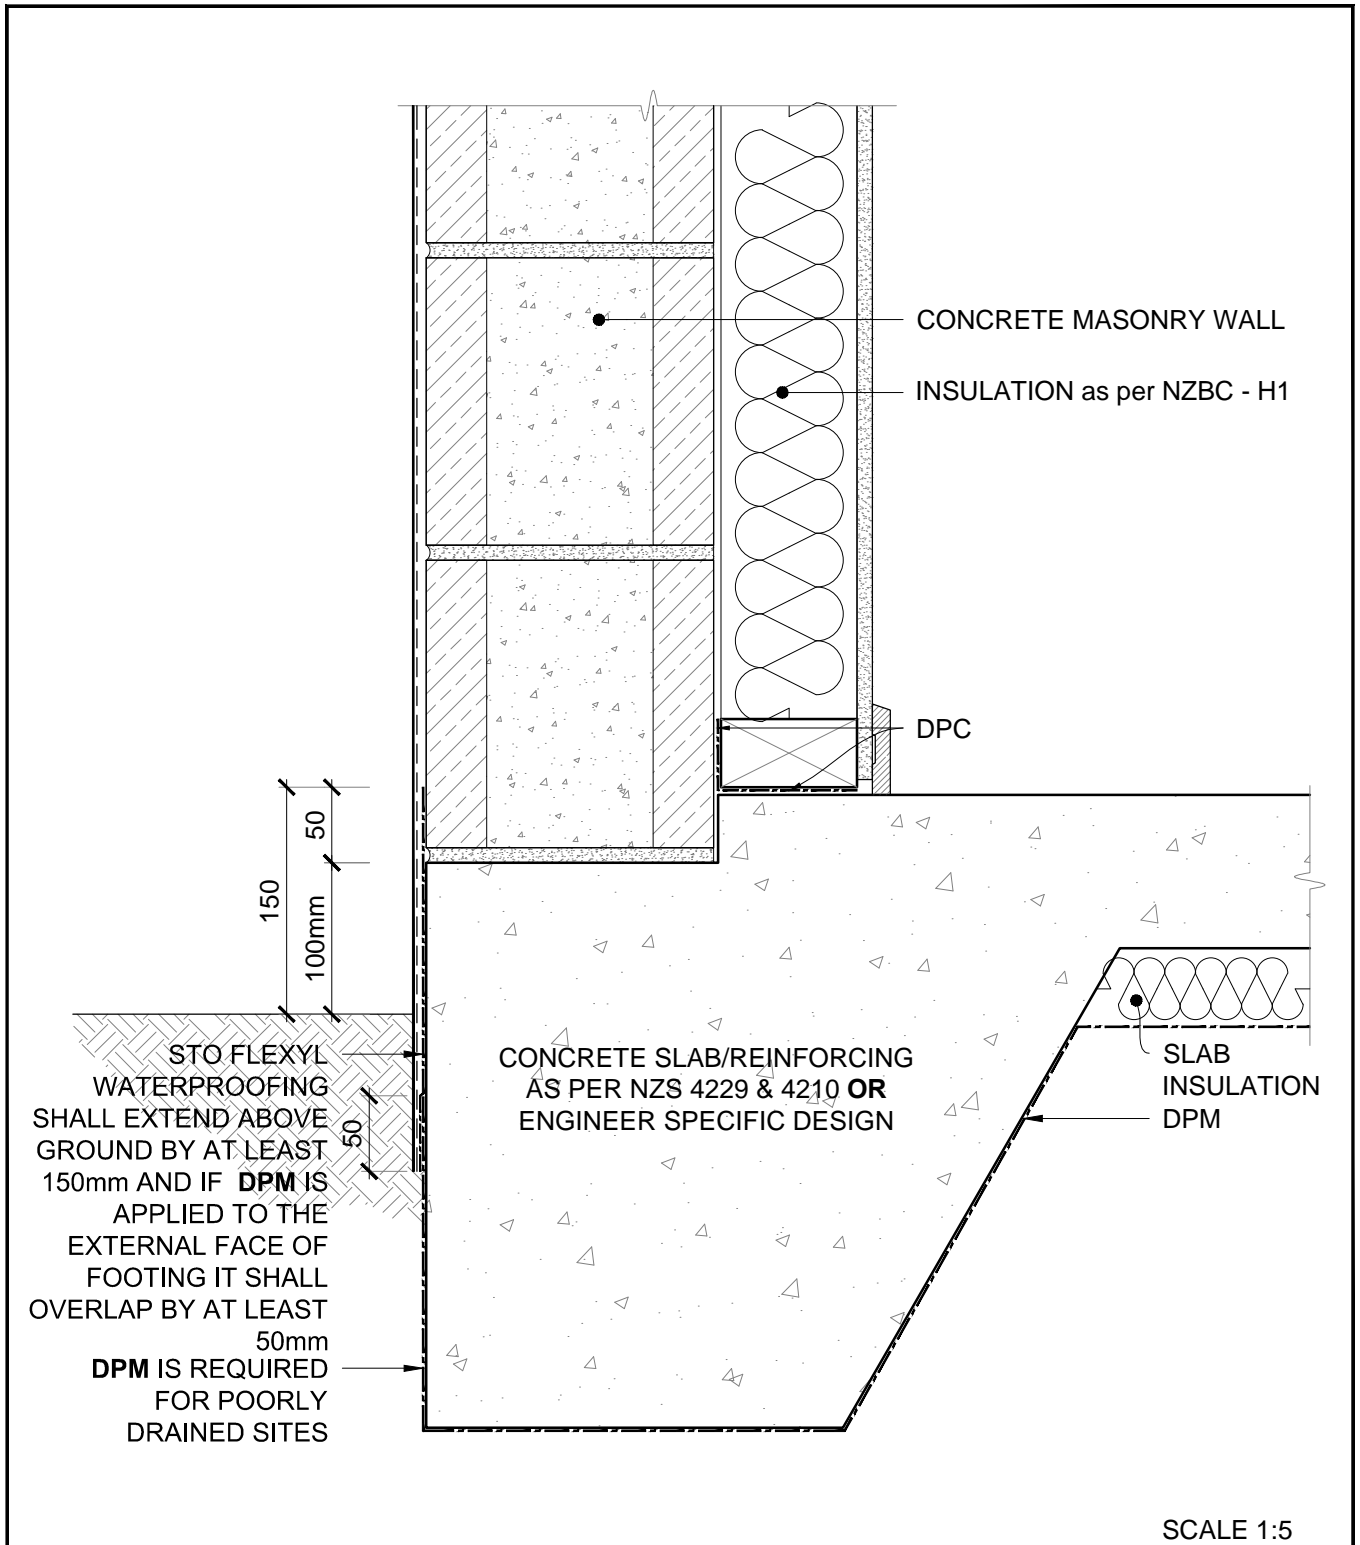 CONCRETE MASONRY WALL
INSULATION as per NZBC - H1
DPC
50
150
100mm
STO FLEXYL
WATERPROOFING
SHALL EXTEND ABOVE
GROUND BY AT LEAST
150mm AND IF DPM IS
APPLIED TO THE
EXTERNAL FACE OF
FOOTING IT SHALL
OVERLAP BY AT LEAST
50mm
50
DPM IS REQUIRED
FOR POORLY
DRAINED SITES
CONCRETE SLAB/REINFORCING
AS PER NZS 4229 & 4210 OR
ENGINEER SPECIFIC DESIGN
SLAB
INSULATION
DPM
SCALE 1:5